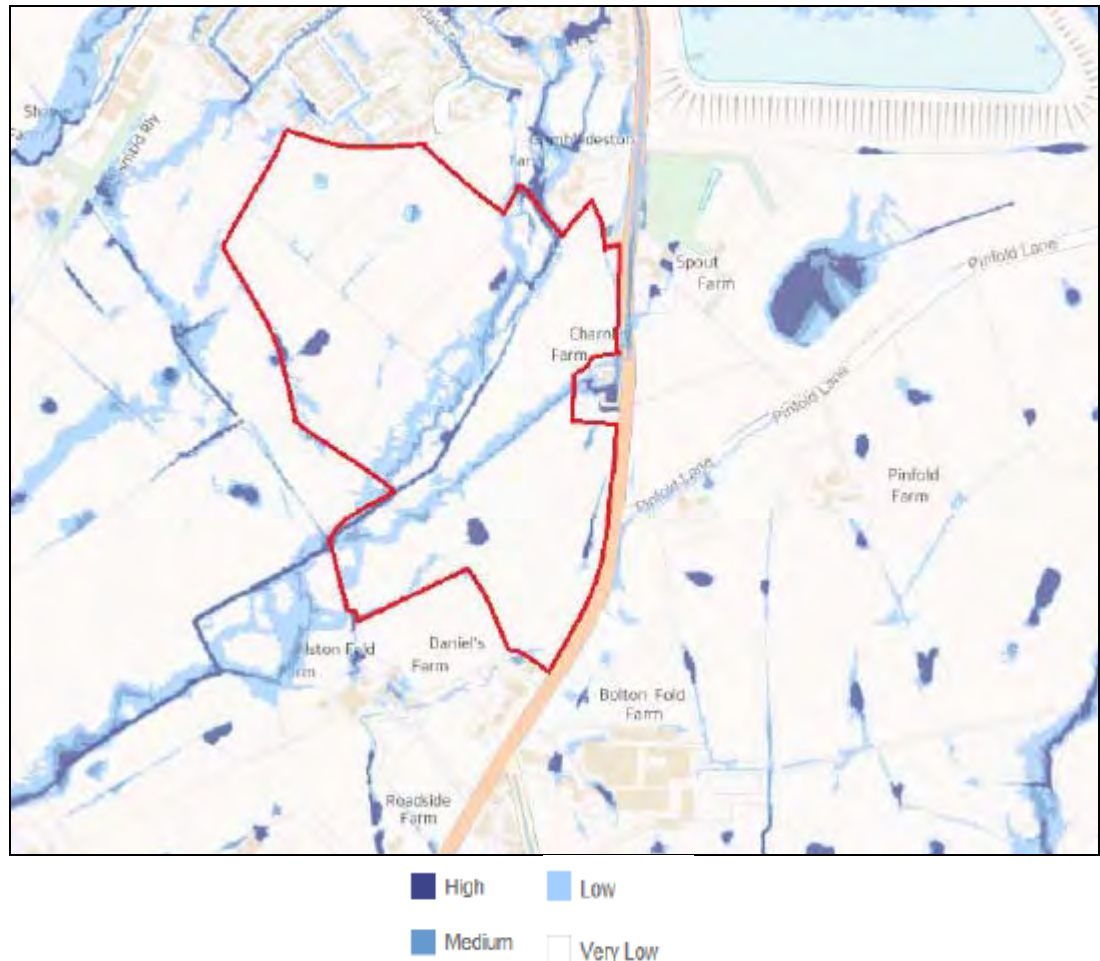 Spout
Farm
Pinfold Lane
Charnl
Farm
Pinfold Lane
Pinfold Lane
Pinfold
Farm
Daniel's
Farm
Bolton Fold
Farm
Roadside
Farm
High
Low
Medium
Very Low